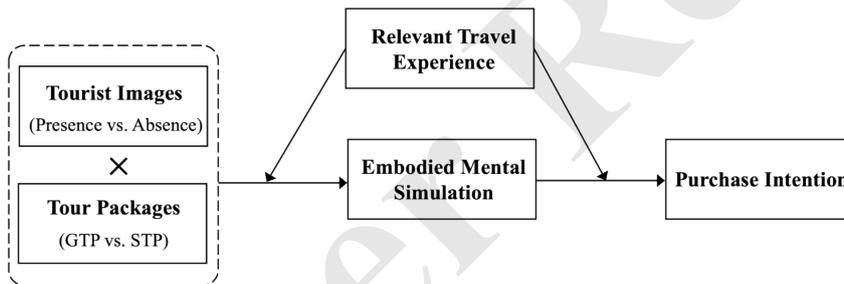 Relevant Travel
Experience
Tourist Images
(Presence vs. Absence)
×
Tour Packages
(GTP vs. STP)
Embodied Mental
Simulation
Purchase Intention